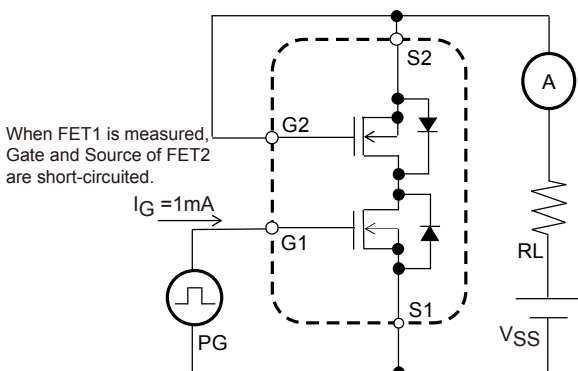 S2
A
G2
When FET1 is measured,
Gate and Source of FET2
are short-circuited.
IG =1mA
G1
RL
S1
VSS
PG